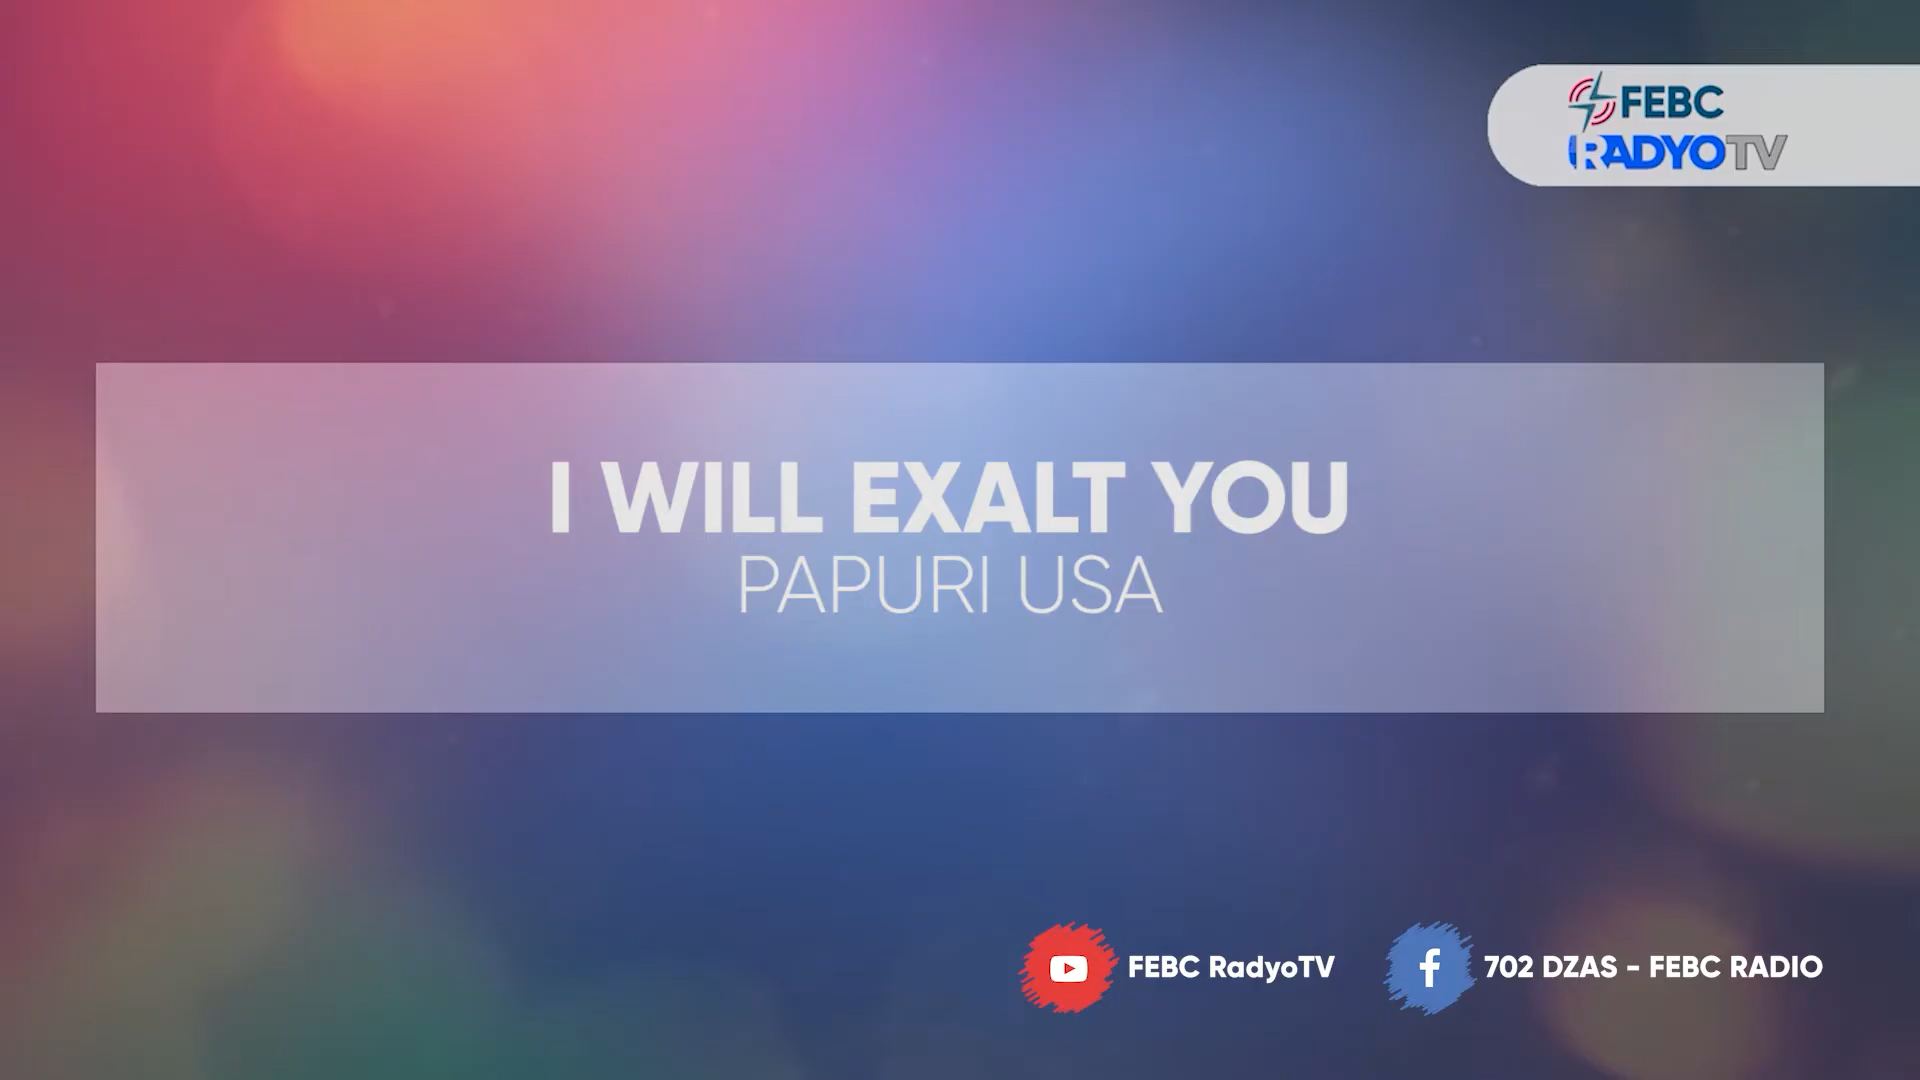 FEBC
RADYOTV
I WILL EXALT YOU
PAPURI USA
FEBC RadyoTV
702 DZAS - FEBC RADIO